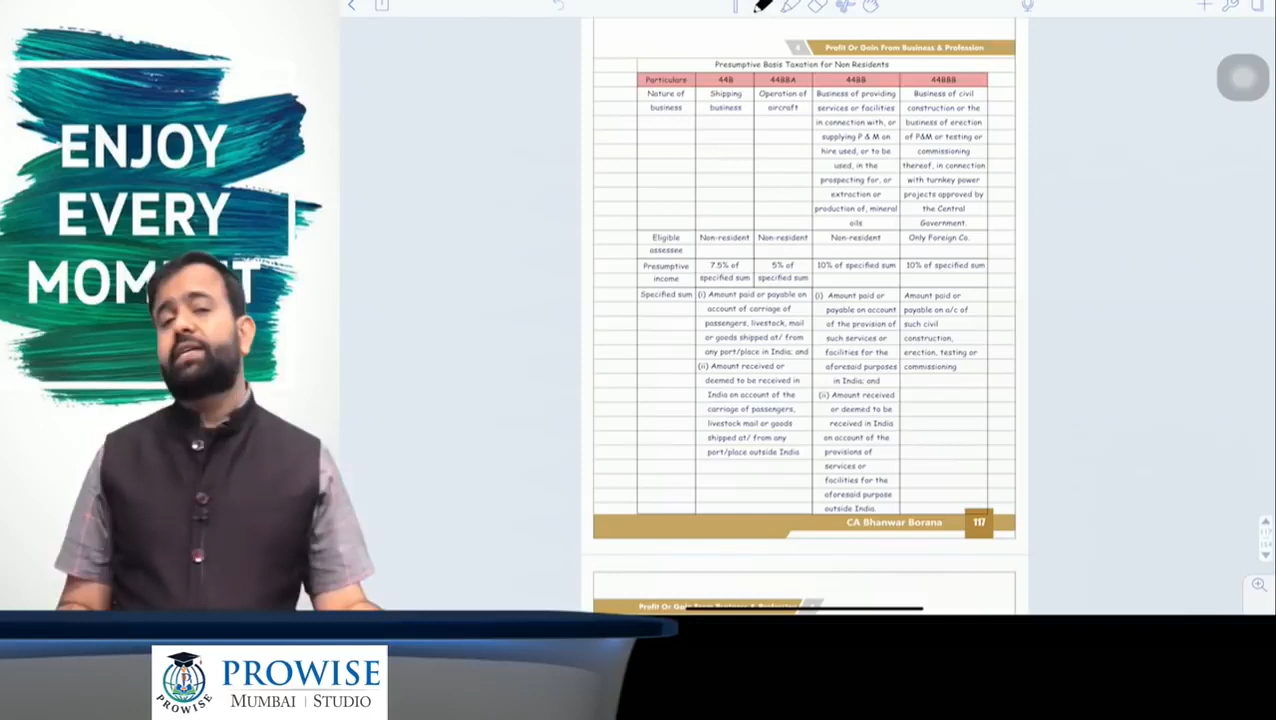 ENJOY
EVERY
MOM T
4 Profit Or Gain From Business & Profession
Presumptive Basis Taxation for Non Residents
Particulars 44B 44BBA 44BB 44BBB
Nature of Shipping Operation of Business of providing Business of civil
business business aircraft services or facilities construction or the
in connection with, or business of erection
supplying P & M on of P&M or testing or
hire used, or to be commissioning
used, in the thereof, in connection
prospecting for, or with turnkey power
extraction or projects approved by
production of, mineral the Central
oils Government.
Eligible Non-resident Non-resident Non-resident Only Foreign Co.
assessee
Presumptive 7.5% of 5% of 10% of specified sum 10% of specified sum
income specified sum specified sum
Specified sum (i) Amount paid or payable on (i) Amount paid or Amount paid or
account of carriage of payable on account payable on a/c of
passengers, livestock, mail of the provision of such civil
or goods shipped at/ from such services or construction,
any port/place in India; and facilities for the erection, testing or
(ii) Amount received or aforesaid purposes commissioning
deemed to be received in in India; and
India on account of the (ii) Amount received
carriage of passengers, or deemed to be
livestock mail or goods received in India
shipped at/ from any on account of the
port/place outside India provisions of
services or
facilities for the
aforesaid purpose
outside India.
CA Bhanwar Borana 117
Profit Or Gain From Business & Profession 4
PROWISE
MUMBAI | STUDIO
PROWISE